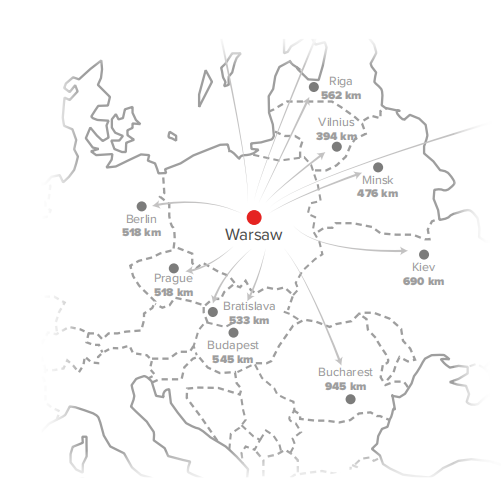 Riga
562 km
Vilnius
394 km
Minsk
476 km
Berlin
518 km
Warsaw
Kiev
690 km
Prague
518 km
Bratislava
533 km
Budapest
545 km
Bucharest
945 km